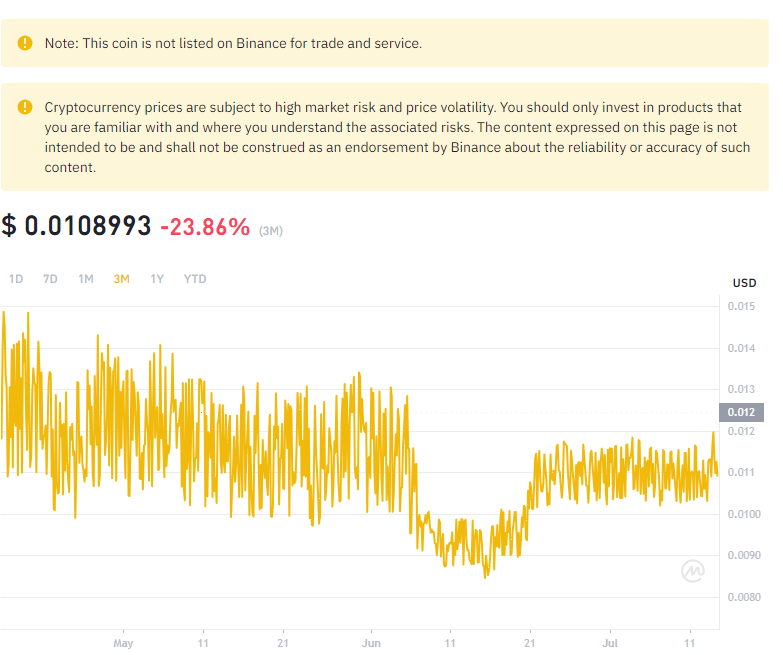 Note: This coin is not listed on Binance for trade and service.
Cryptocurrency prices are subject to high market risk and price volatility. You should only invest in products that
you are familiar with and where you understand the associated risks. The content expressed on this page is not
intended to be and shall not be construed as an endorsement by Binance about the reliability or accuracy of such
content.
$ 0.0108993 -23.86% (3M)
1D 7D 1M 3M 1Y YTD
USD
0.015
0.014
0.013
0.012
0.012
0.011
0.0100
0.0090
0.0080
May 11 21 Jun 11 21 Jul 11